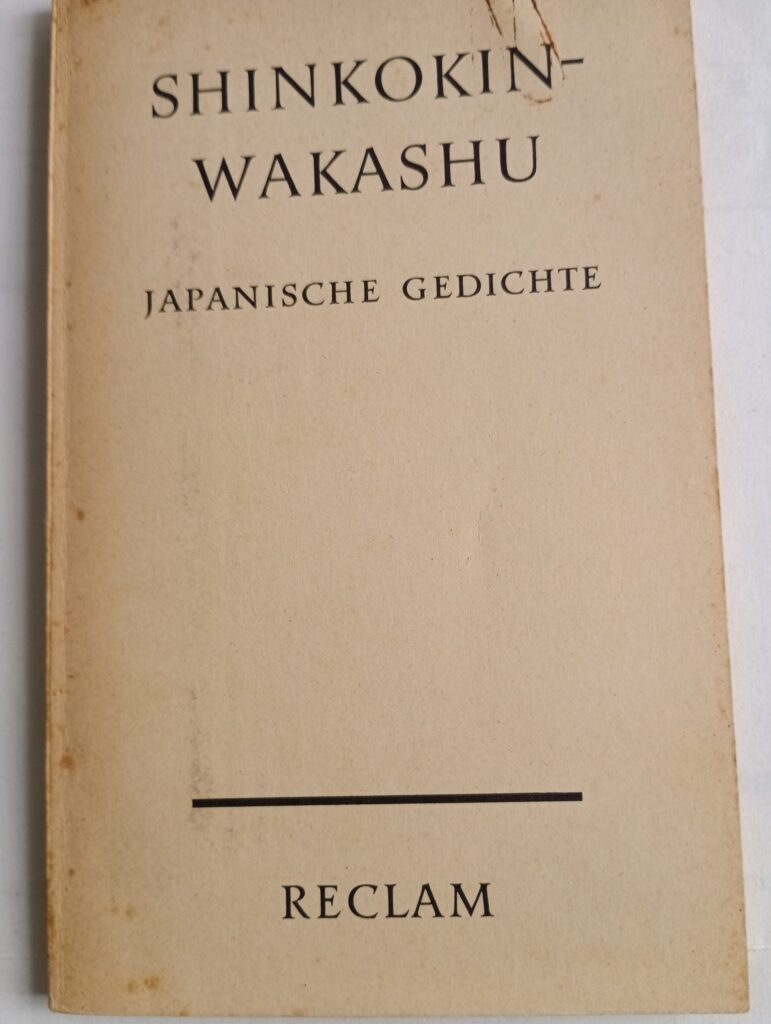 SHINKOKIN-
WAKASHU
JAPANISCHE GEDICHTE
RECLAM